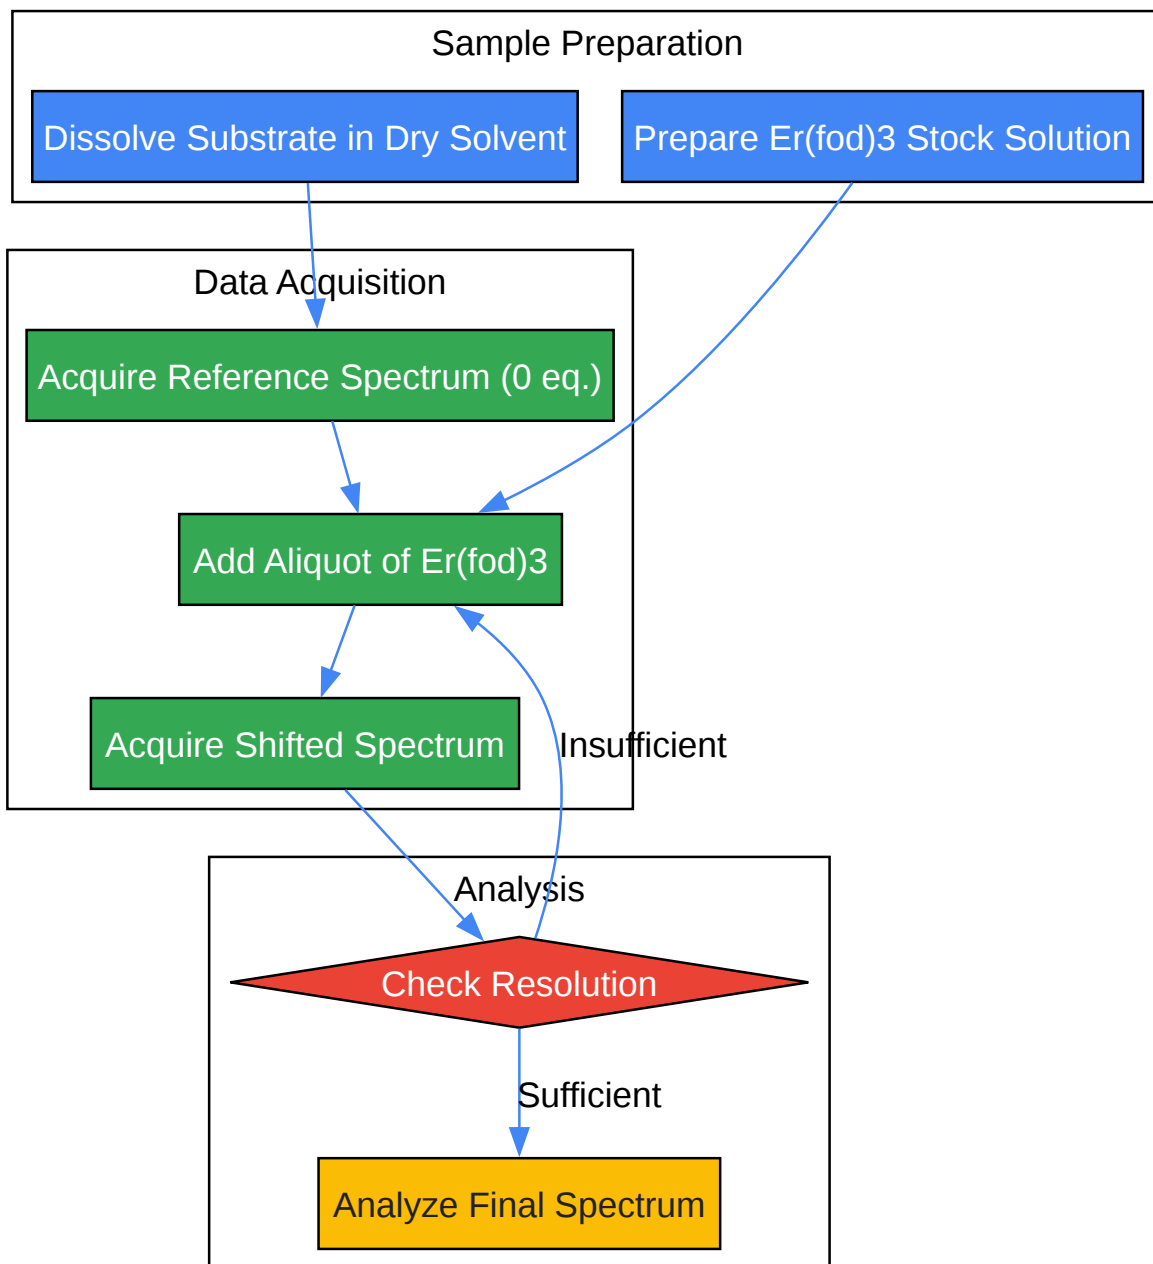 Sample Preparation
Dissolve Substrate in Dry Solvent
Prepare Er(fod)3 Stock Solution
Data Acquisition
Acquire Reference Spectrum (0 eq.)
Add Aliquot of Er(fod)3
Acquire Shifted Spectrum
Insufficient
Analysis
Check Resolution
Sufficient
Analyze Final Spectrum